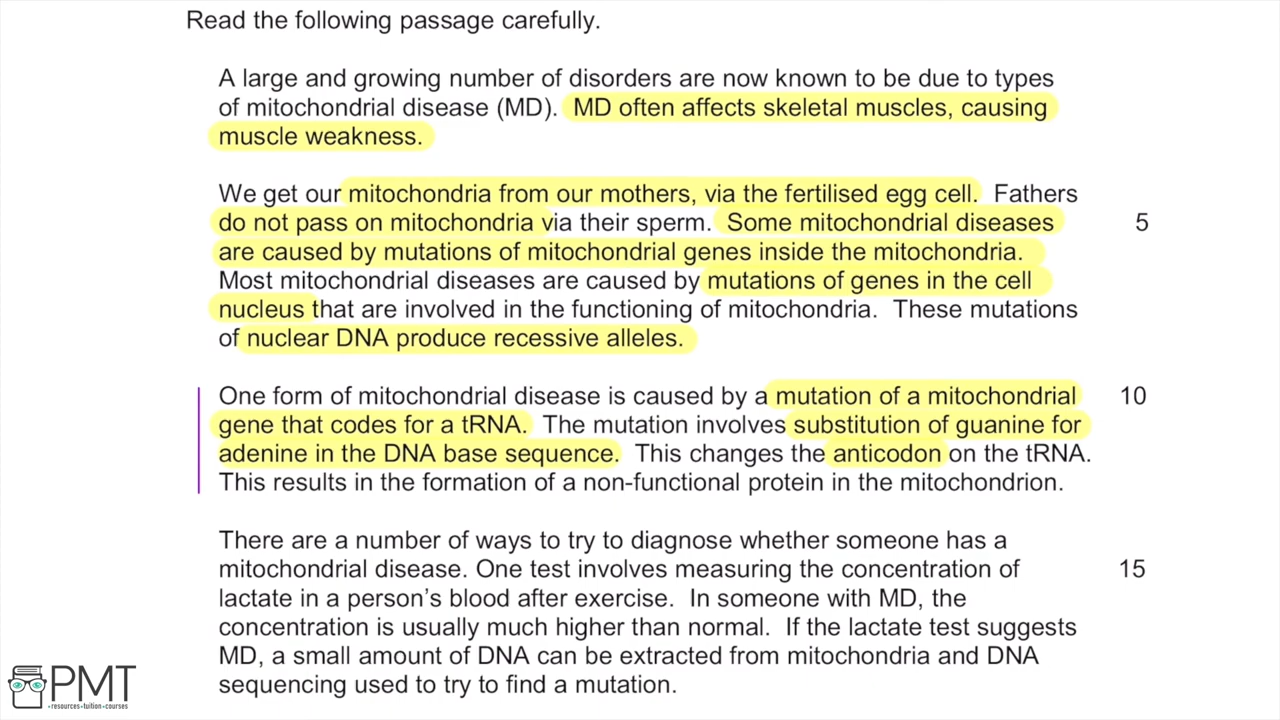 Read the following passage carefully.
A large and growing number of disorders are now known to be due to types
of mitochondrial disease (MD). MD often affects skeletal muscles, causing
muscle weakness.
We get our mitochondria from our mothers, via the fertilised egg cell. Fathers
do not pass on mitochondria via their sperm. Some mitochondrial diseases 5
are caused by mutations of mitochondrial genes inside the mitochondria.
Most mitochondrial diseases are caused by mutations of genes in the cell
nucleus that are involved in the functioning of mitochondria. These mutations
of nuclear DNA produce recessive alleles.
One form of mitochondrial disease is caused by a mutation of a mitochondrial 10
gene that codes for a tRNA. The mutation involves substitution of guanine for
adenine in the DNA base sequence. This changes the anticodon on the tRNA.
This results in the formation of a non-functional protein in the mitochondrion.
There are a number of ways to try to diagnose whether someone has a
mitochondrial disease. One test involves measuring the concentration of 15
lactate in a person's blood after exercise. In someone with MD, the
concentration is usually much higher than normal. If the lactate test suggests
MD, a small amount of DNA can be extracted from mitochondria and DNA
sequencing used to try to find a mutation.
PMT
•resources•tuition•courses